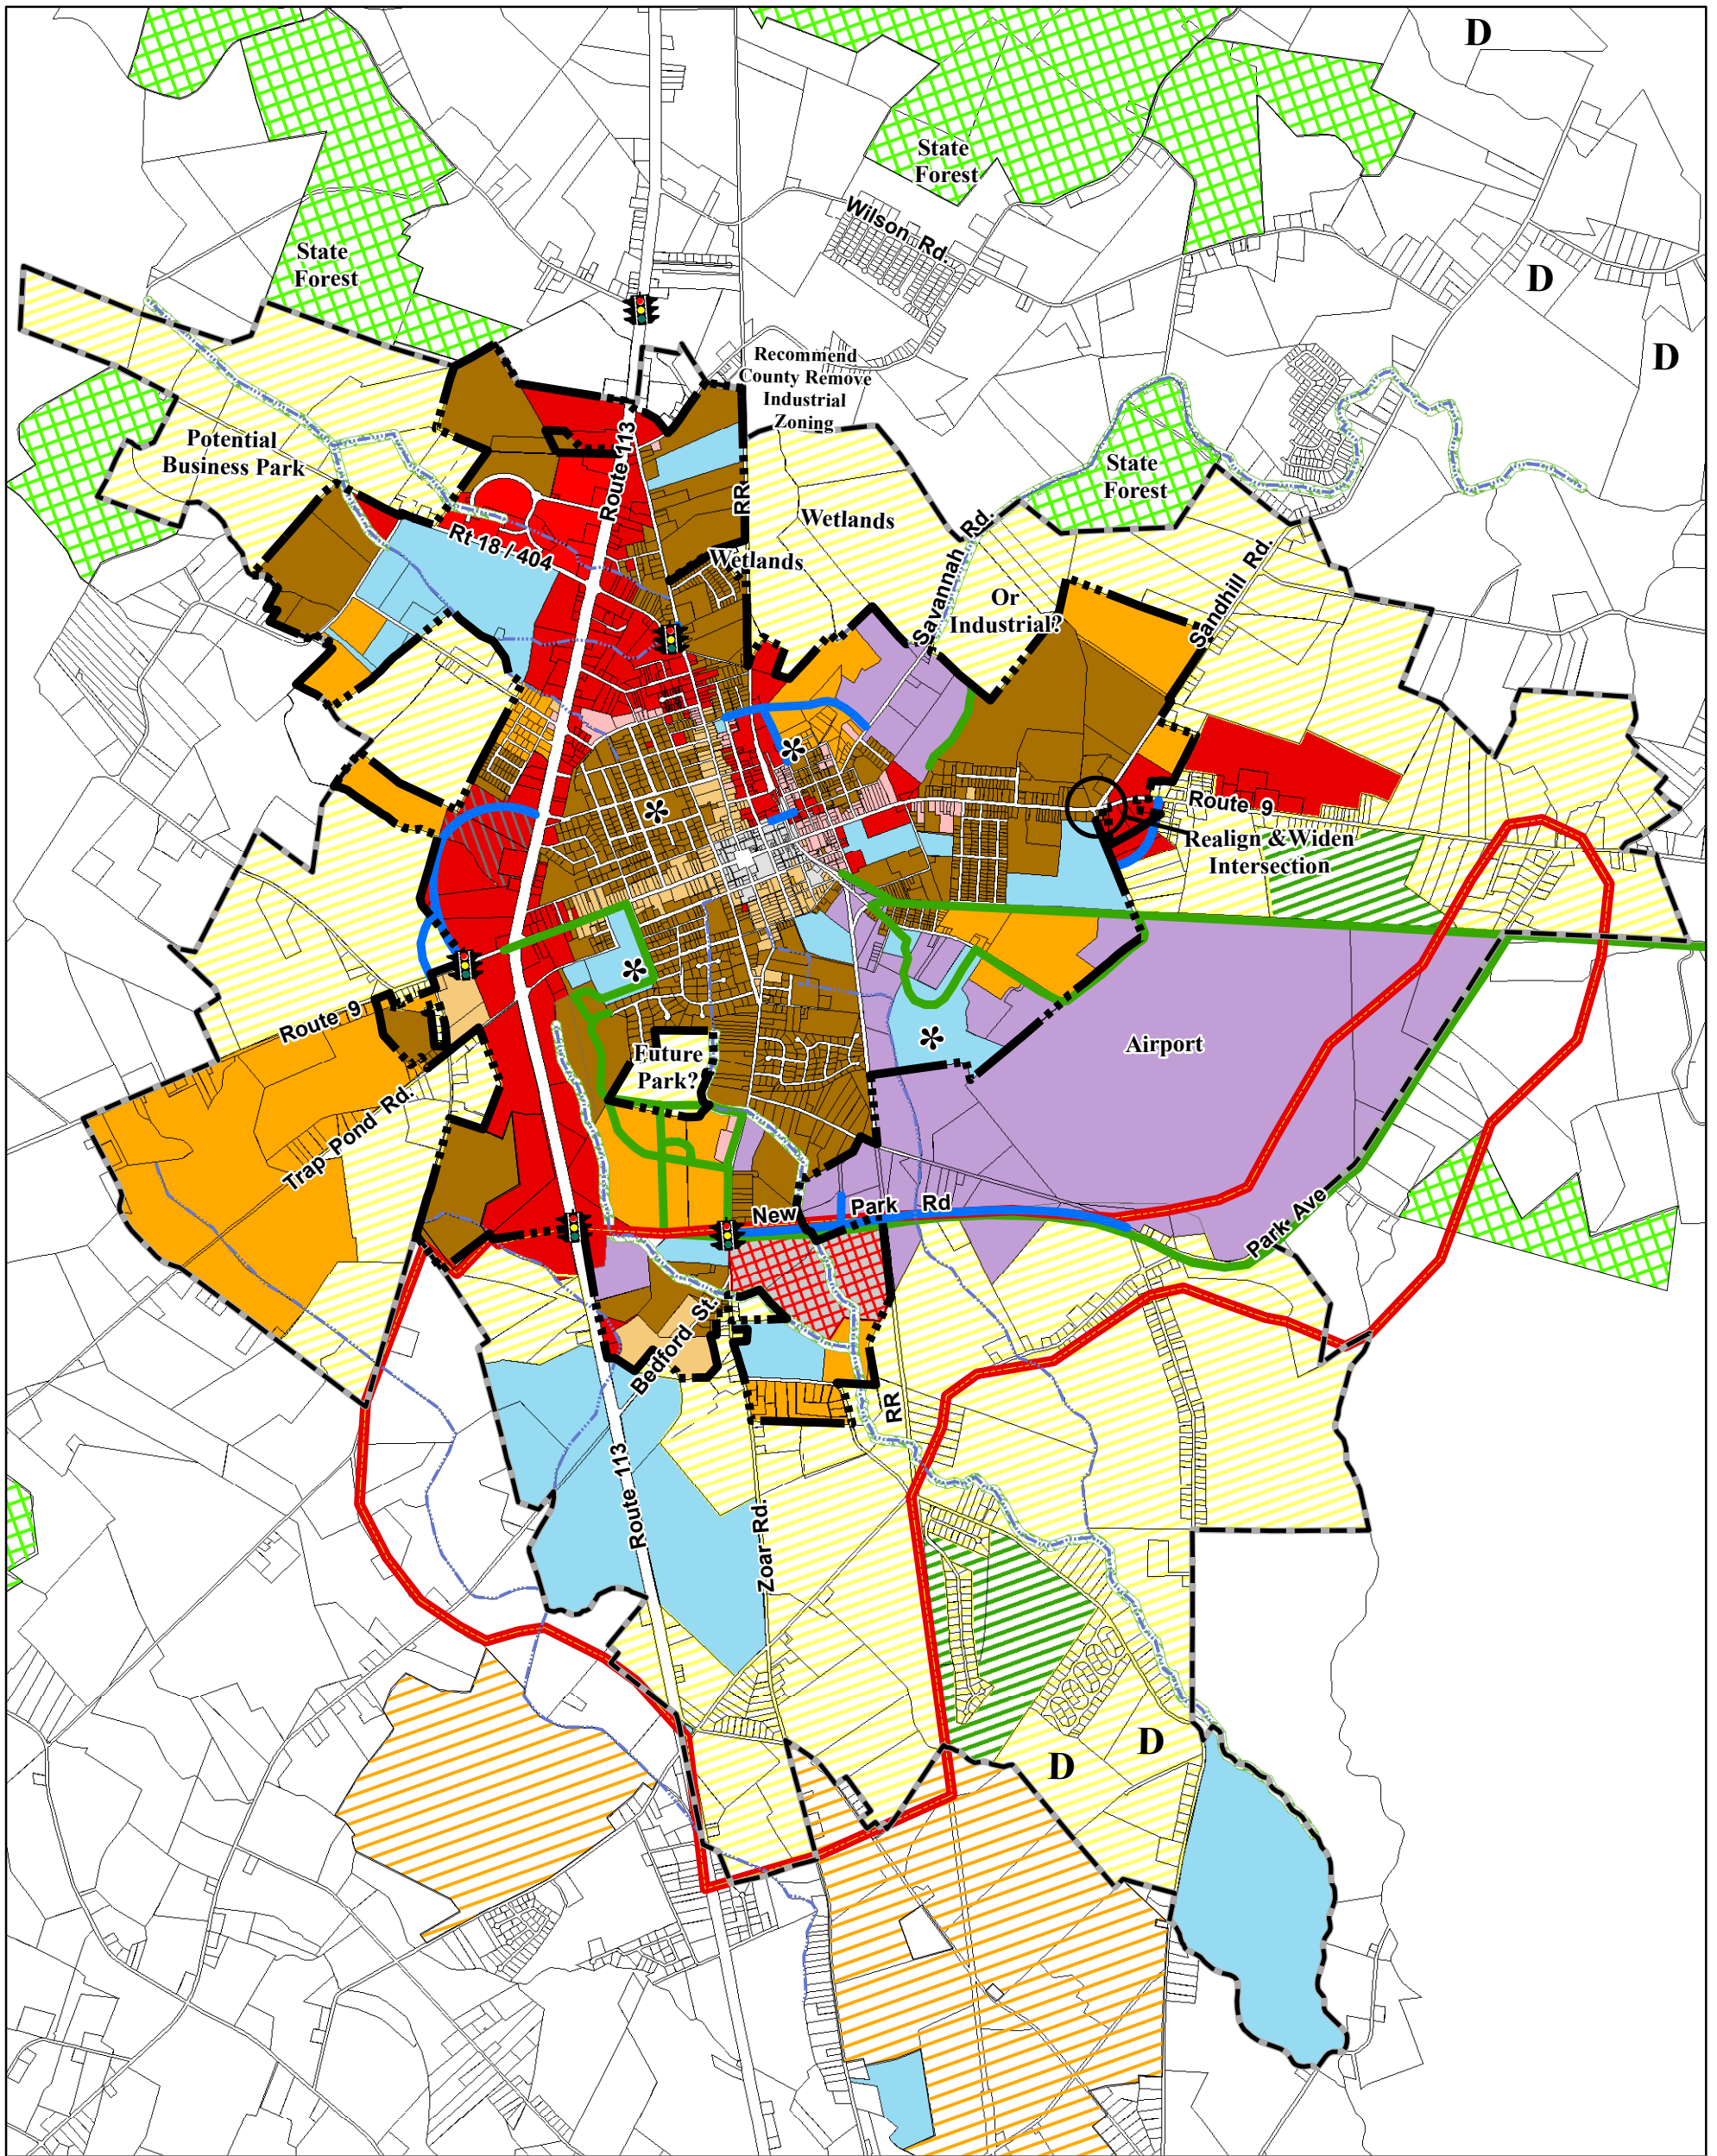 D
State
Forest
Wilson Rd.
State
Forest
D
D
Recommend
County Remove
Industrial
Zoning
Potential
Business Park
Route 113
State
Forest
RR
Wetlands
Rt 18 / 404
Wetlands
Savannah Rd.
Sandhill Rd.
Or
Industrial?
*
Route 9
*
Realign & Widen
Intersection
*
Route 9
*
Airport
Future
Park?
Trap Pond Rd.
New Park Rd
Park Ave
Bedford St.
RR
Route 113
Zoar Rd.
D
D